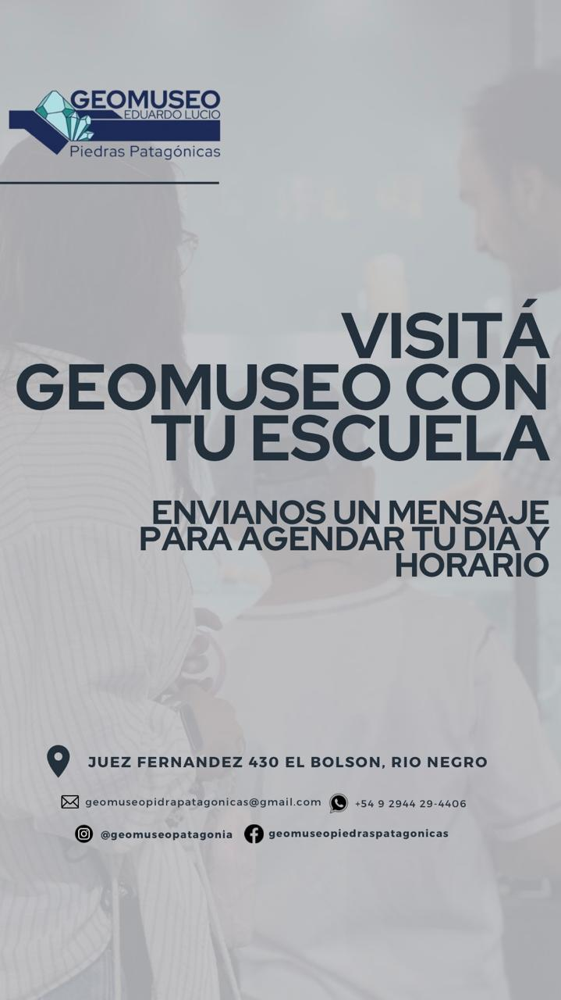 GEOMUSEO
EDUARDO LUCIO
Piedras Patagónicas
VISITÁ
GEOMUSEO CON
TU ESCUELA
ENVIANOS UN MENSAJE
PARA AGENDAR TU DIA Y
HORARIO
JUEZ FERNANDEZ 430 EL BOLSON, RIO NEGRO
geomuseopidrapatagonicas@gmail.com +54 9 2944 29-4406
@geomuseopatagonia geomuseopiedraspatagonicas